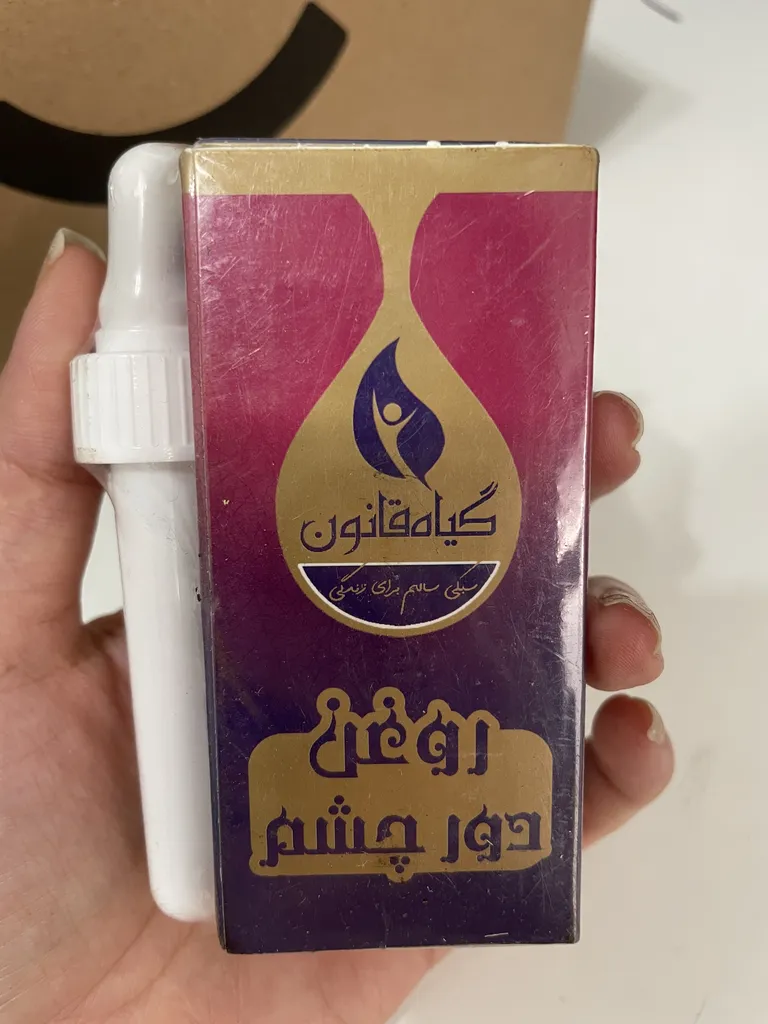 گیاه قانون
سبکی سالم برای زندگی
روغن
دور چشم